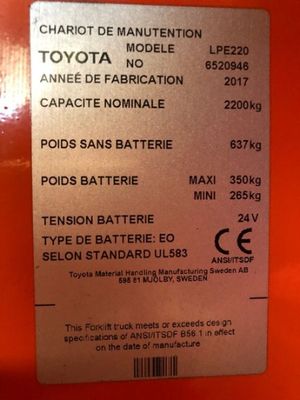 CHARIOT DE MANUTENTION
TOYOTA
MODELE LPE220
NO 6520946
ANNEÉ DE FABRICATION 2017
CAPACITE NOMINALE 2200kg
POIDS SANS BATTERIE 637kg
POIDS BATTERIE MAXI 350kg
MINI 265kg
TENSION BATTERIE 24V
TYPE DE BATTERIE: EO
SELON STANDARD UL583
CE
ANSI/ITSDF
Toyota Material Handling Manufacturing Sweden AB
595 81 MJÖLBY, SWEDEN
This Forklift truck meets or exceeds design
specifications of ANSI/ITSDF B56.1 in effect
on the date of manufacture